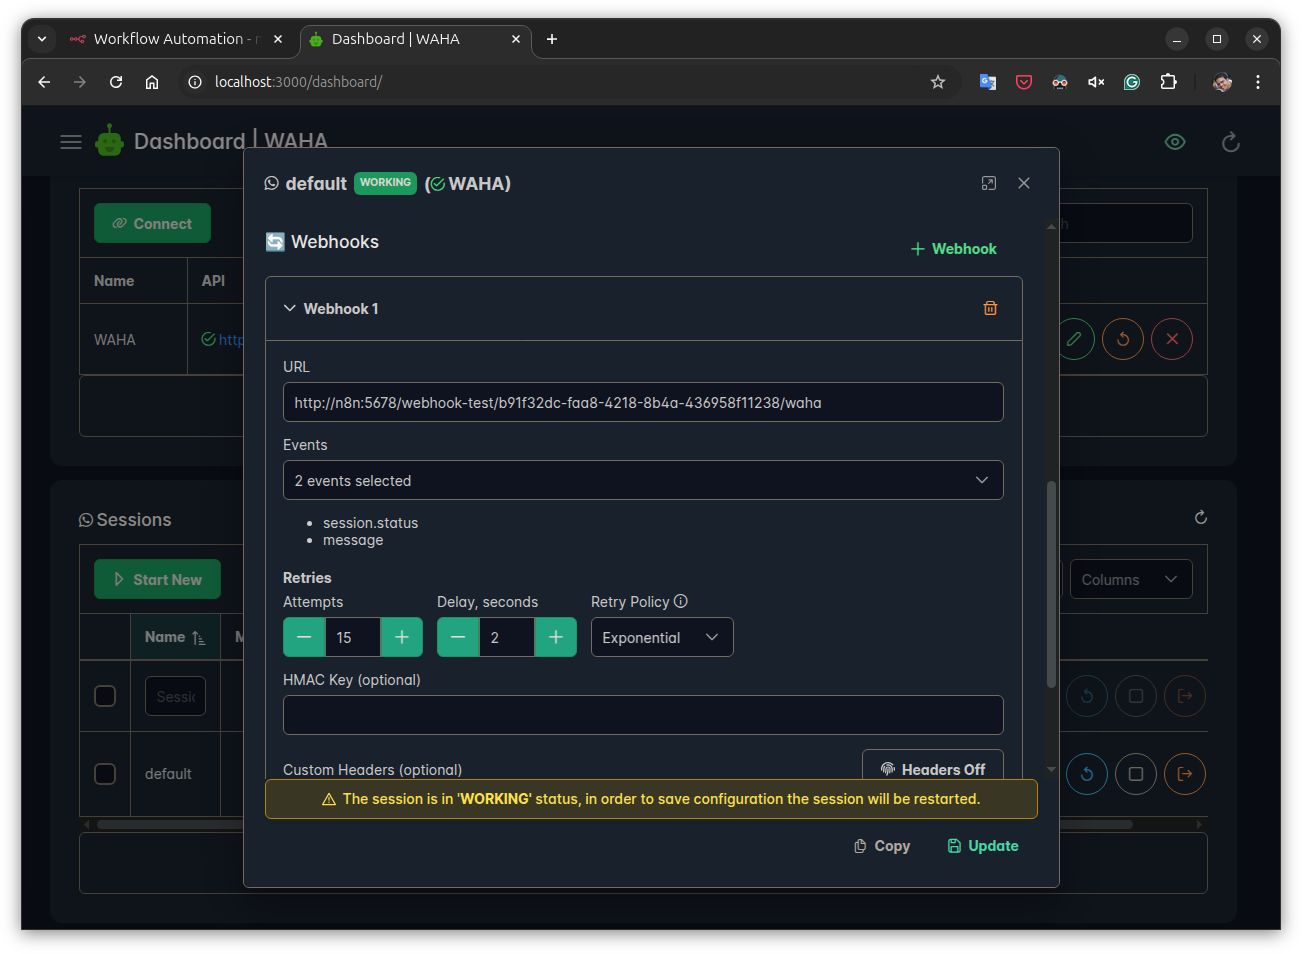 Workflow Automation - n
Dashboard | WAHA
localhost:3000/dashboard/
Dashboard | WAHA
default WORKING (WAHA)
Connect
Webhooks
Webhook
Name API
Webhook 1
WAHA http
URL
http://n8n:5678/webhook-test/b91f32dc-faa8-4218-8b4a-436958f11238/waha
Events
2 events selected
session.status
message
Sessions
Retries
Attempts Delay, seconds Retry Policy
Start New
15 2 Exponential
Columns
Name M
HMAC Key (optional)
Sessic
default
Custom Headers (optional) Headers Off
The session is in 'WORKING' status, in order to save configuration the session will be restarted.
Copy Update